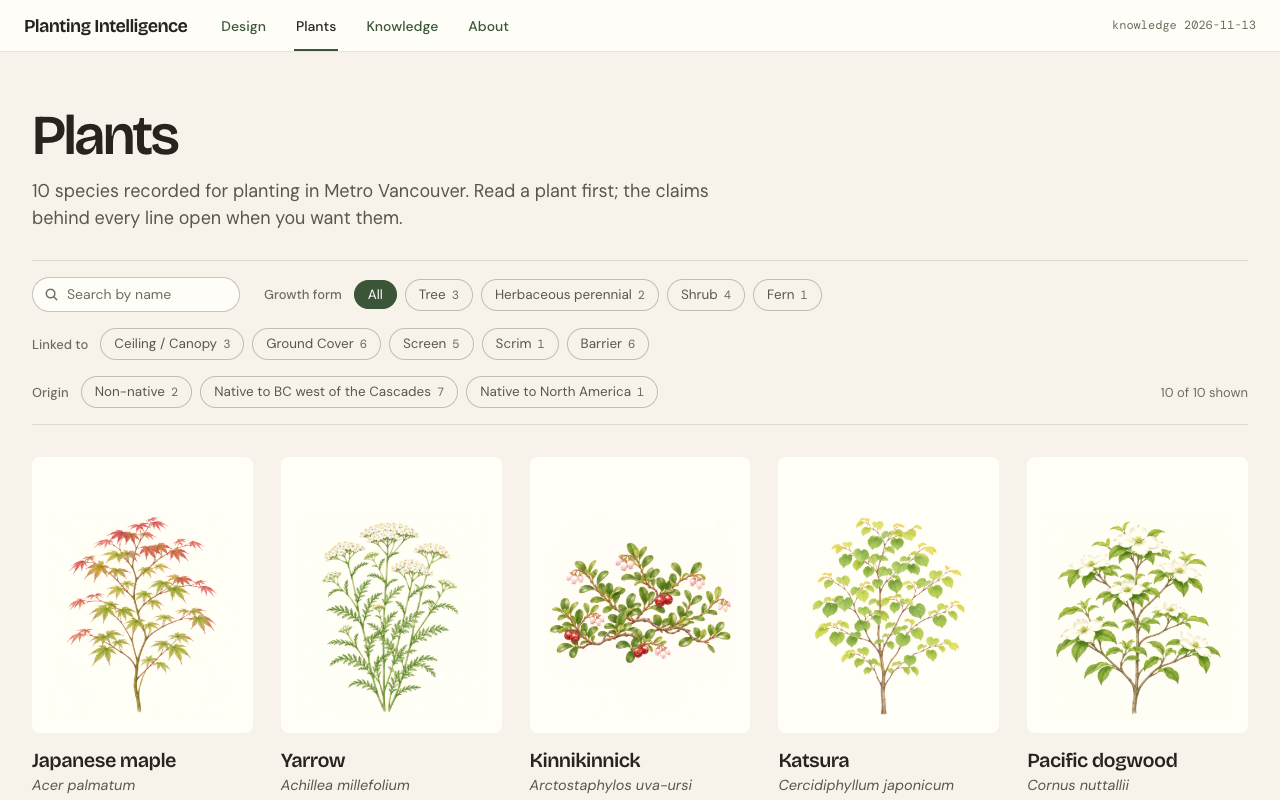 Planting Intelligence Design Plants Knowledge About knowledge 2026-11-13
Plants
10 species recorded for planting in Metro Vancouver. Read a plant first; the claims
behind every line open when you want them.
Search by name Growth form All Tree 3 Herbaceous perennial 2 Shrub 4 Fern 1
Linked to Ceiling / Canopy 3 Ground Cover 6 Screen 5 Scrim 1 Barrier 6
Origin Non-native 2 Native to BC west of the Cascades 7 Native to North America 1 10 of 10 shown
Japanese maple Yarrow Kinnikinnick Katsura Pacific dogwood
Acer palmatum Achillea millefolium Arctostaphylos uva-ursi Cercidiphyllum japonicum Cornus nuttallii